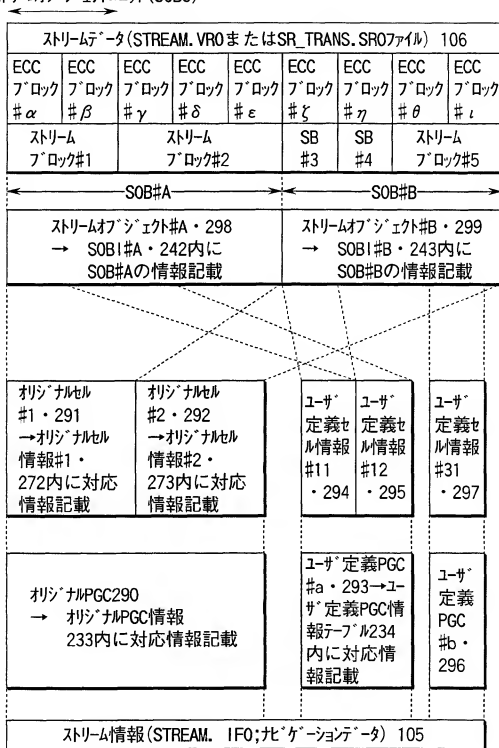 ストリームデータ(STREAM.VROまたはSR_TRANS.SROファイル) 106
ECC ECC ECC ECC ECC ECC ECC ECC ECC
ブロック ブロック ブロック ブロック ブロック ブロック ブロック ブロック ブロック
#α #β #γ #δ #ε #ζ #η #θ #ι
ストリーム ストリーム SB SB ストリーム
ブロック#1 ブロック#2 #3 #4 ブロック#5
SOB#A SOB#B
ストリームオブジェクト#A・298
→ SOBI#A・242内に
SOB#Aの情報記載
ストリームオブジェクト#B・299
→ SOBI#B・243内に
SOB#Bの情報記載
オリジナルセル
#1・291
→オリジナルセル
情報#1・
272内に対応
情報記載
オリジナルセル
#2・292
→オリジナルセル
情報#2・
273内に対応
情報記載
ユーザ
定義セ
ル情報
#11
・294
ユーザ
定義セ
ル情報
#12
・295
ユーザ
定義セ
ル情報
#31
・297
オリジナルPGC290
→ オリジナルPGC情報
233内に対応情報記載
ユーザ定義PGC
#a・293→ユー
ザ定義PGC情
報テーブル234
内に対応情
報記載
ユーザ
定義
PGC
#b・
296
ストリーム情報(STREAM. IFO;ナビゲーションデータ) 105